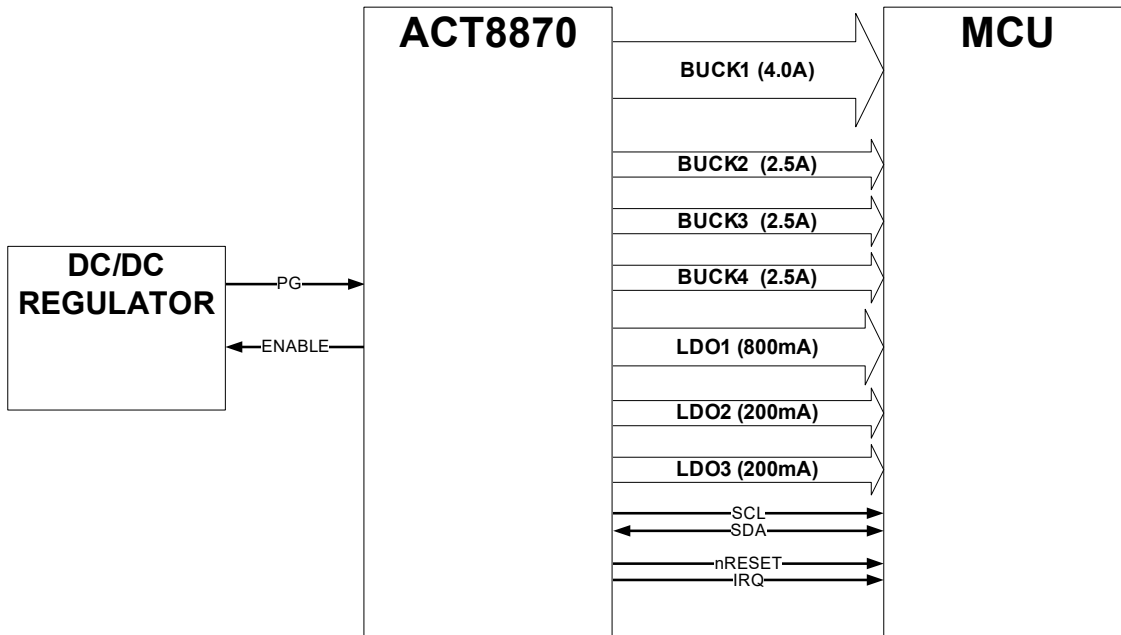 ACT8870
MCU
BUCK1 (4.0A)
BUCK2 (2.5A)
BUCK3 (2.5A)
BUCK4 (2.5A)
DC/DC
REGULATOR
PG
ENABLE
LDO1 (800mA)
LDO2 (200mA)
LDO3 (200mA)
SCL
SDA
nRESET
IRQ